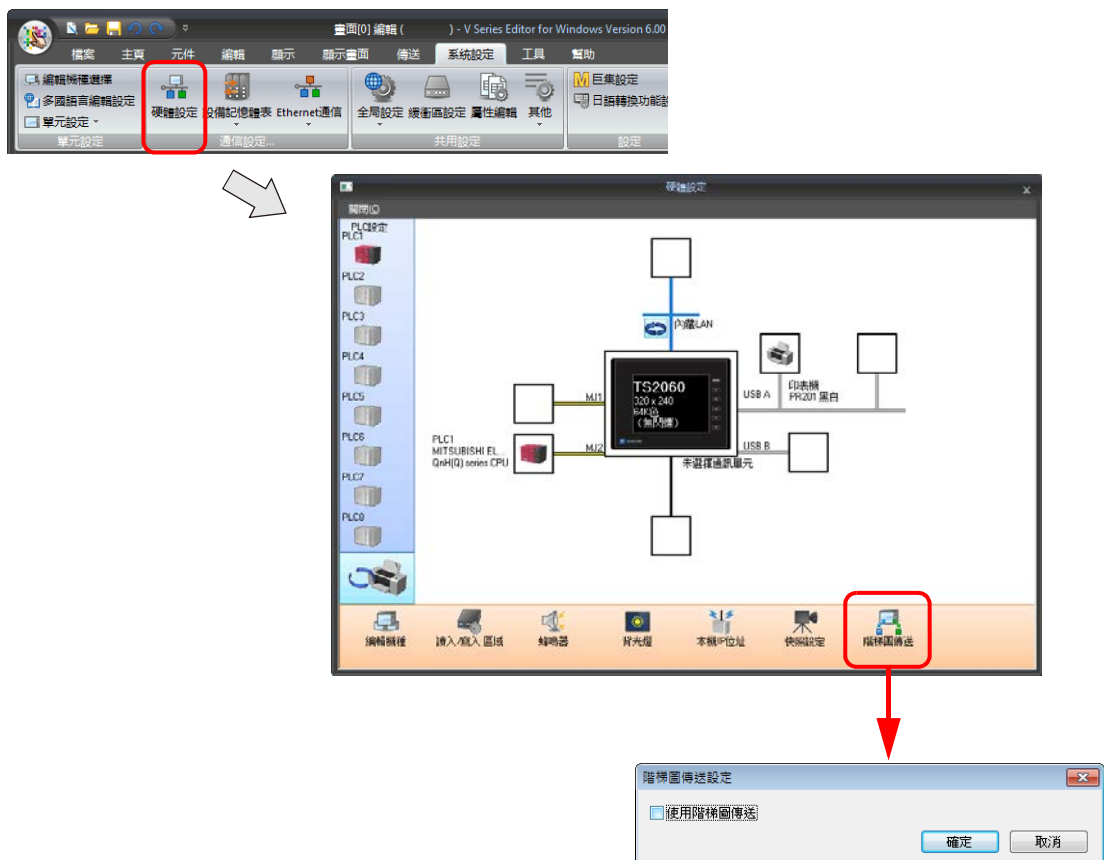 畫面[0] 編輯 ( ) - V Series Editor for Windows Version 6.00
檔案 主頁 元件 編輯 顯示 顯示畫面 傳送 系統設定 工具 幫助
編輯機種選擇
多國語言編輯設定
單元設定
單元設定
硬體設定 設備記憶體表 Ethernet通信
通信設定...
全局設定 緩衝區設定 屬性編輯 其他
共用設定
M 巨集設定
日語轉換功能設
設定
硬體設定
x
關閉(C)
PLC設定
PLC1
PLC2
PLC3
PLC4
PLC5
PLC6
PLC7
PLC8
內藏LAN
TS2060
320 x 240
64K色
(無閃爍)
MJ1
MJ2
PLC1
MITSUBISHI EL...
QnH(Q) series CPU
USB A
印表機
PR201 黑白
USB B
未選擇通訊單元
編輯機種 讀入/寫入 區域 蜂鳴器 背光燈 本機IP位址 快照設定 階梯圖傳送
階梯圖傳送設定
使用階梯圖傳送
確定 取消